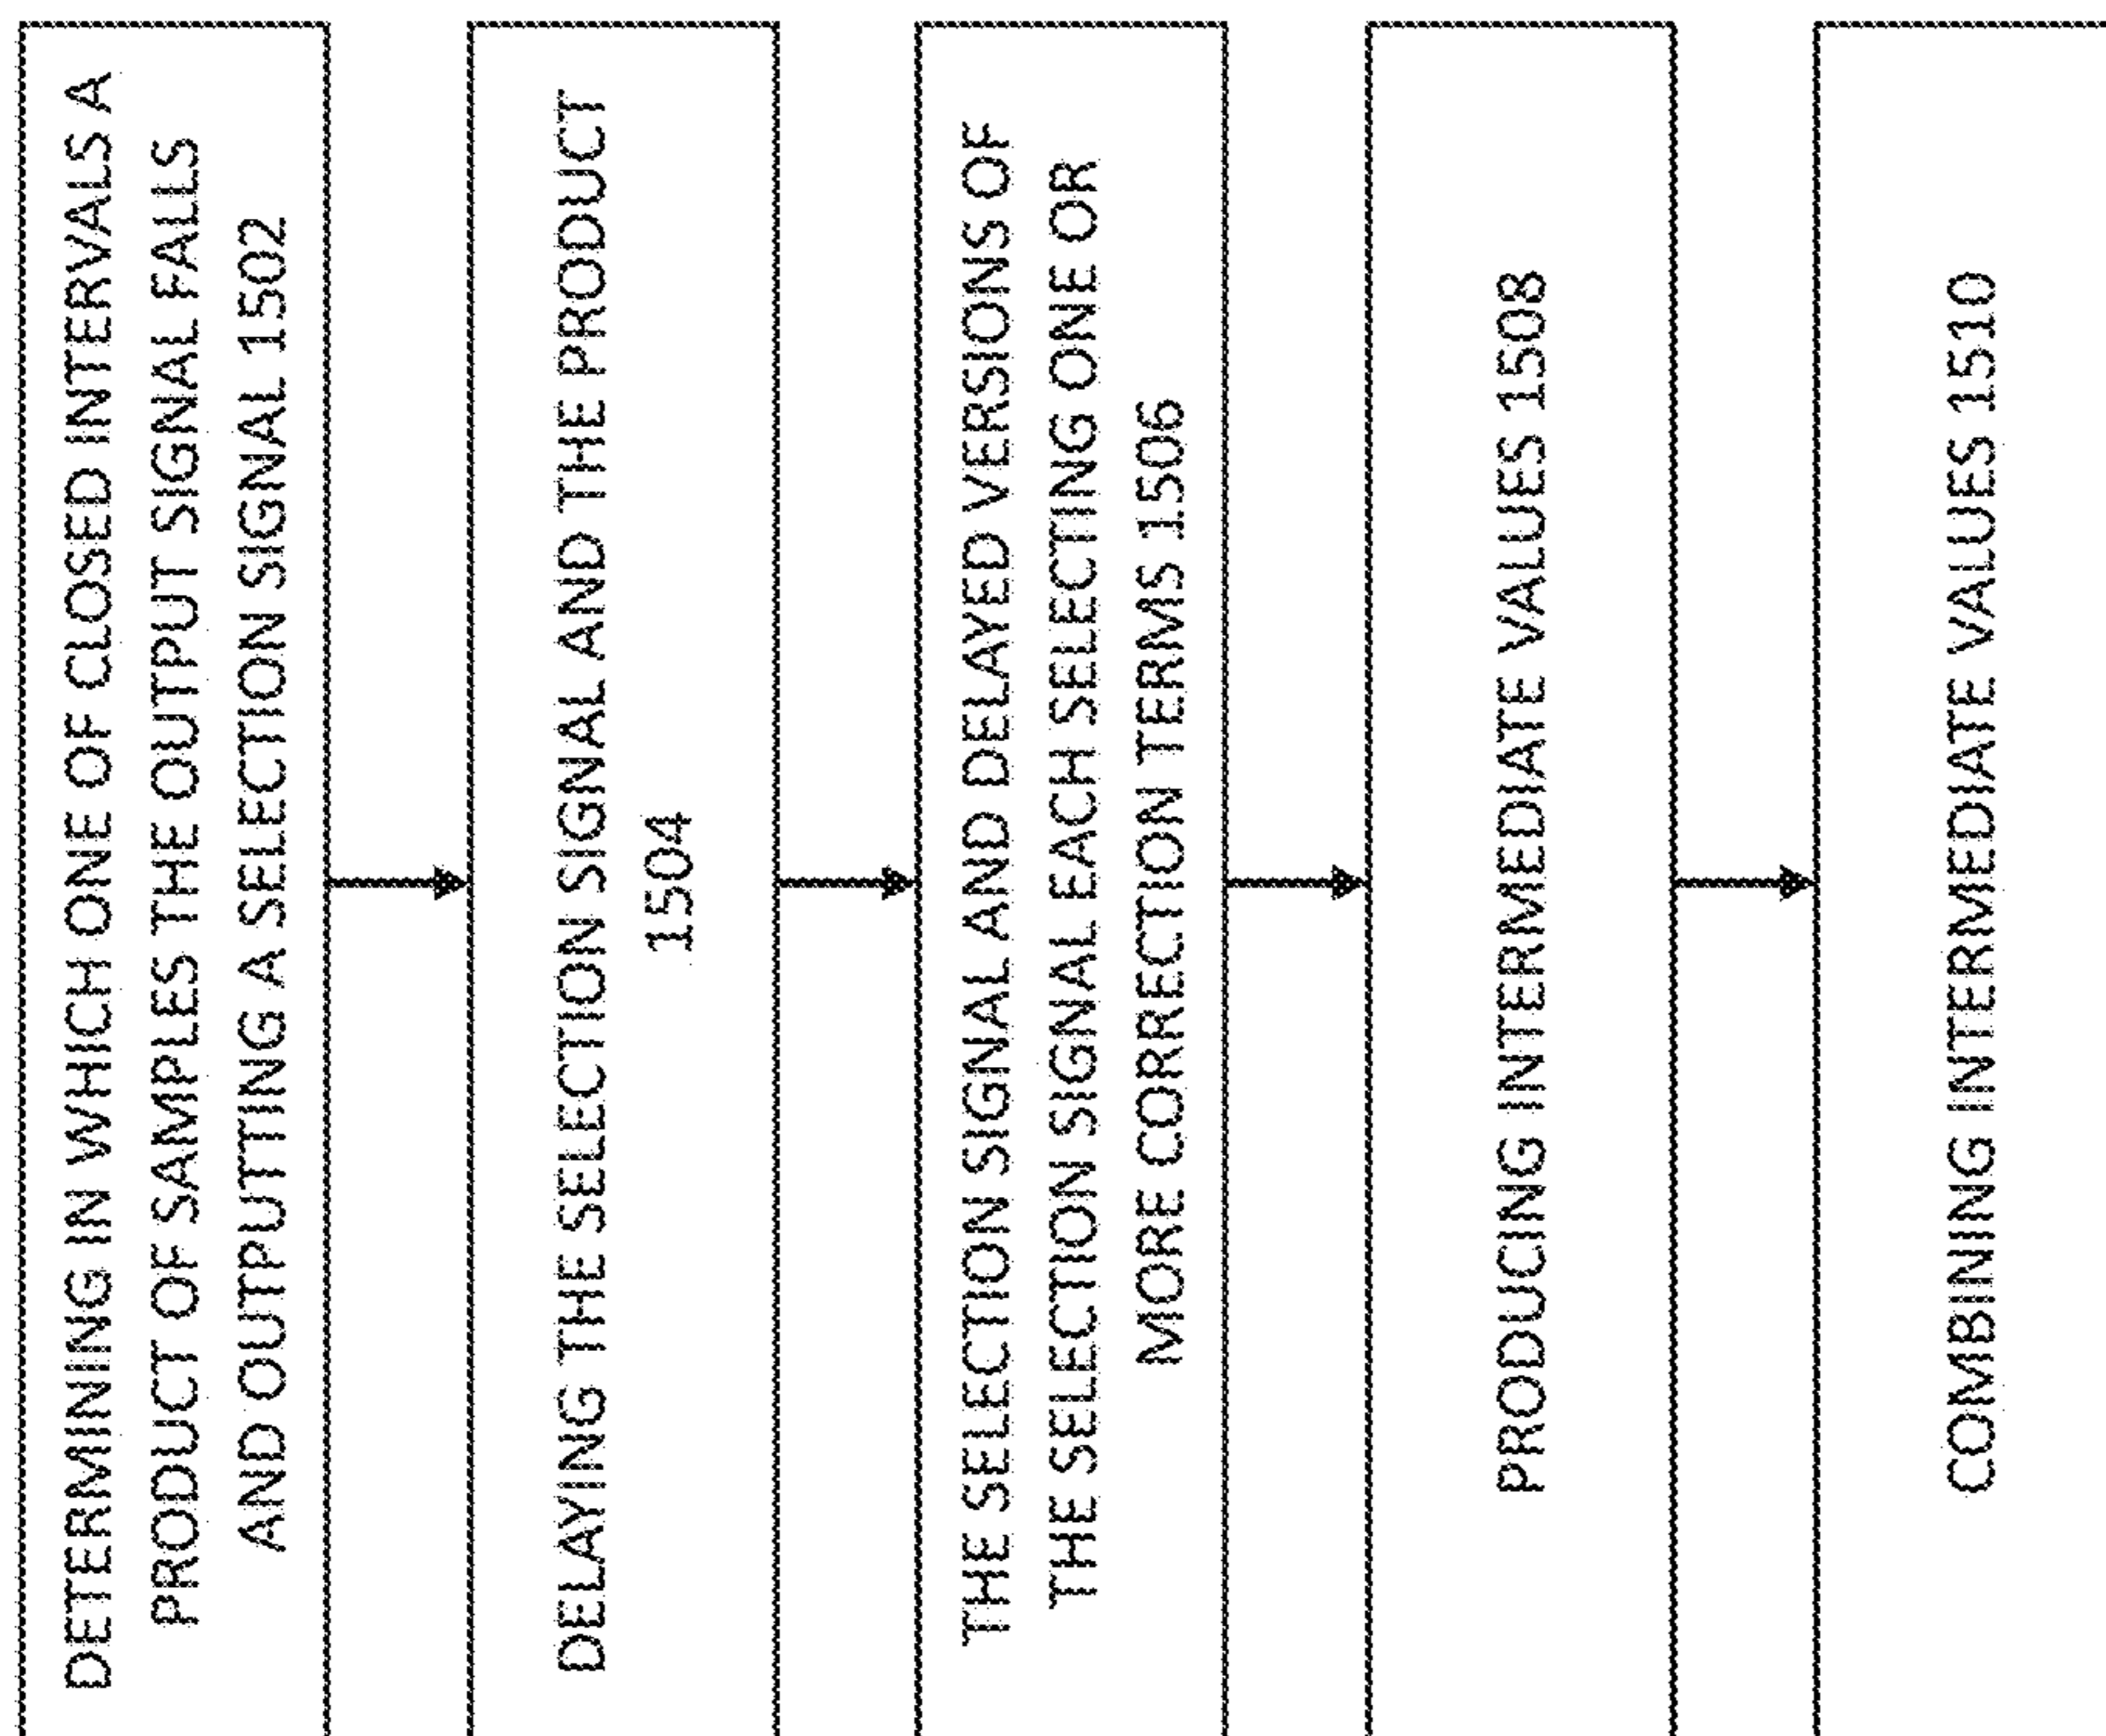 DETERMINING IN WHICH ONE OF CLOSED INTERVALS A
PRODUCT OF SAMPLES THE OUTPUT SIGNAL FALLS
AND OUTPUTTING A SELECTION SIGNAL 1502
DELAYING THE SELECTION SIGNAL AND THE PRODUCT
1504
THE SELECTION SIGNAL AND DELAYED VERSIONS OF
THE SELECTION SIGNAL EACH SELECTING ONE OR
MORE CORRECTION TERMS 1506
PRODUCING INTERMEDIATE VALUES 1508
COMBINING INTERMEDIATE VALUES 1510